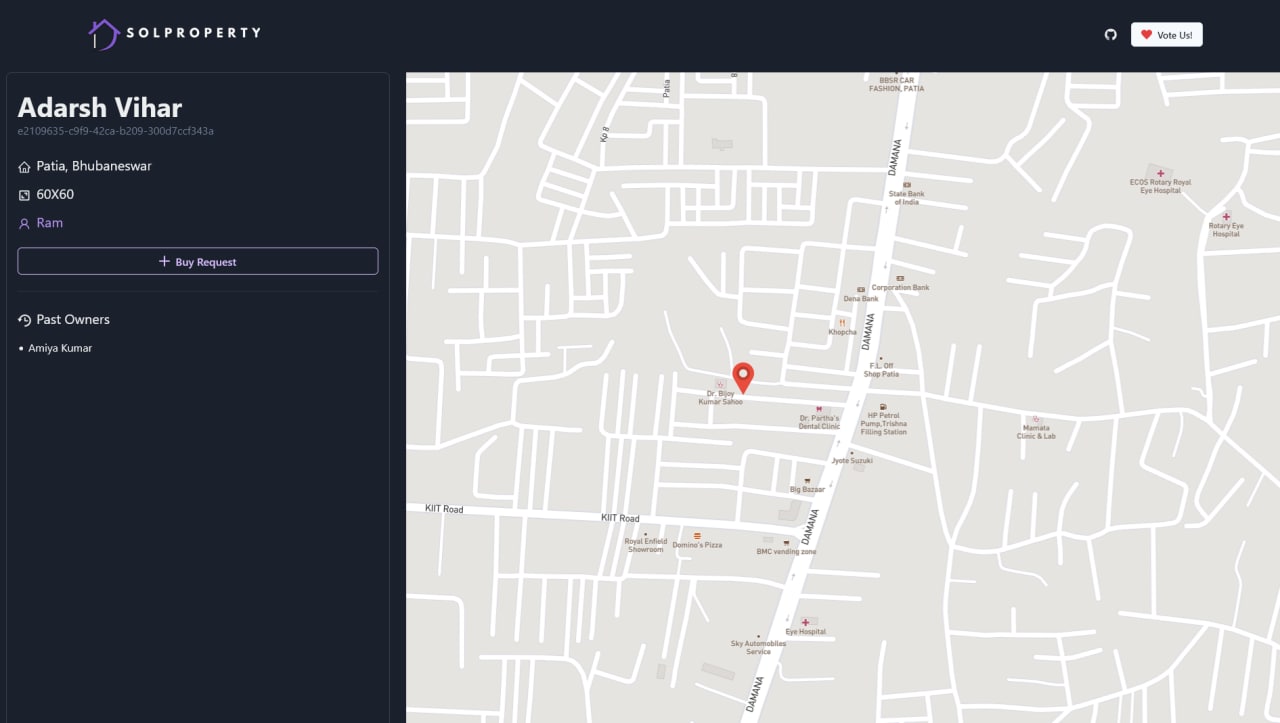 SOLPROPERTY
Vote Us!
Adarsh Vihar
e2109635-c9f9-42ca-b209-300d7ccf343a
Patia, Bhubaneswar
60X60
Ram
Buy Request
Past Owners
Amiya Kumar
BBSR CAR
FASHION, PATIA
Patia
Kp 8
DAMANA
ECOS Rotary Royal
Eye Hospital
State Bank
of India
Rotary Eye
Hospital
Corporation Bank
Dena Bank
Khopcha
DAMANA
F.L. Off
Shop Patia
Dr. Bijoy
Kumar Sahoo
Dr. Partha's
Dental Clinic
HP Petrol
Pump,Trishna
Filling Station
Mamata
Clinic & Lab
Jyote Suzuki
Big Bazaar
KIIT Road
KIIT Road
DAMANA
Royal Enfield
Showroom
Domino's Pizza
BMC vending zone
Eye Hospital
Sky Automobiles
Service
DAMANA